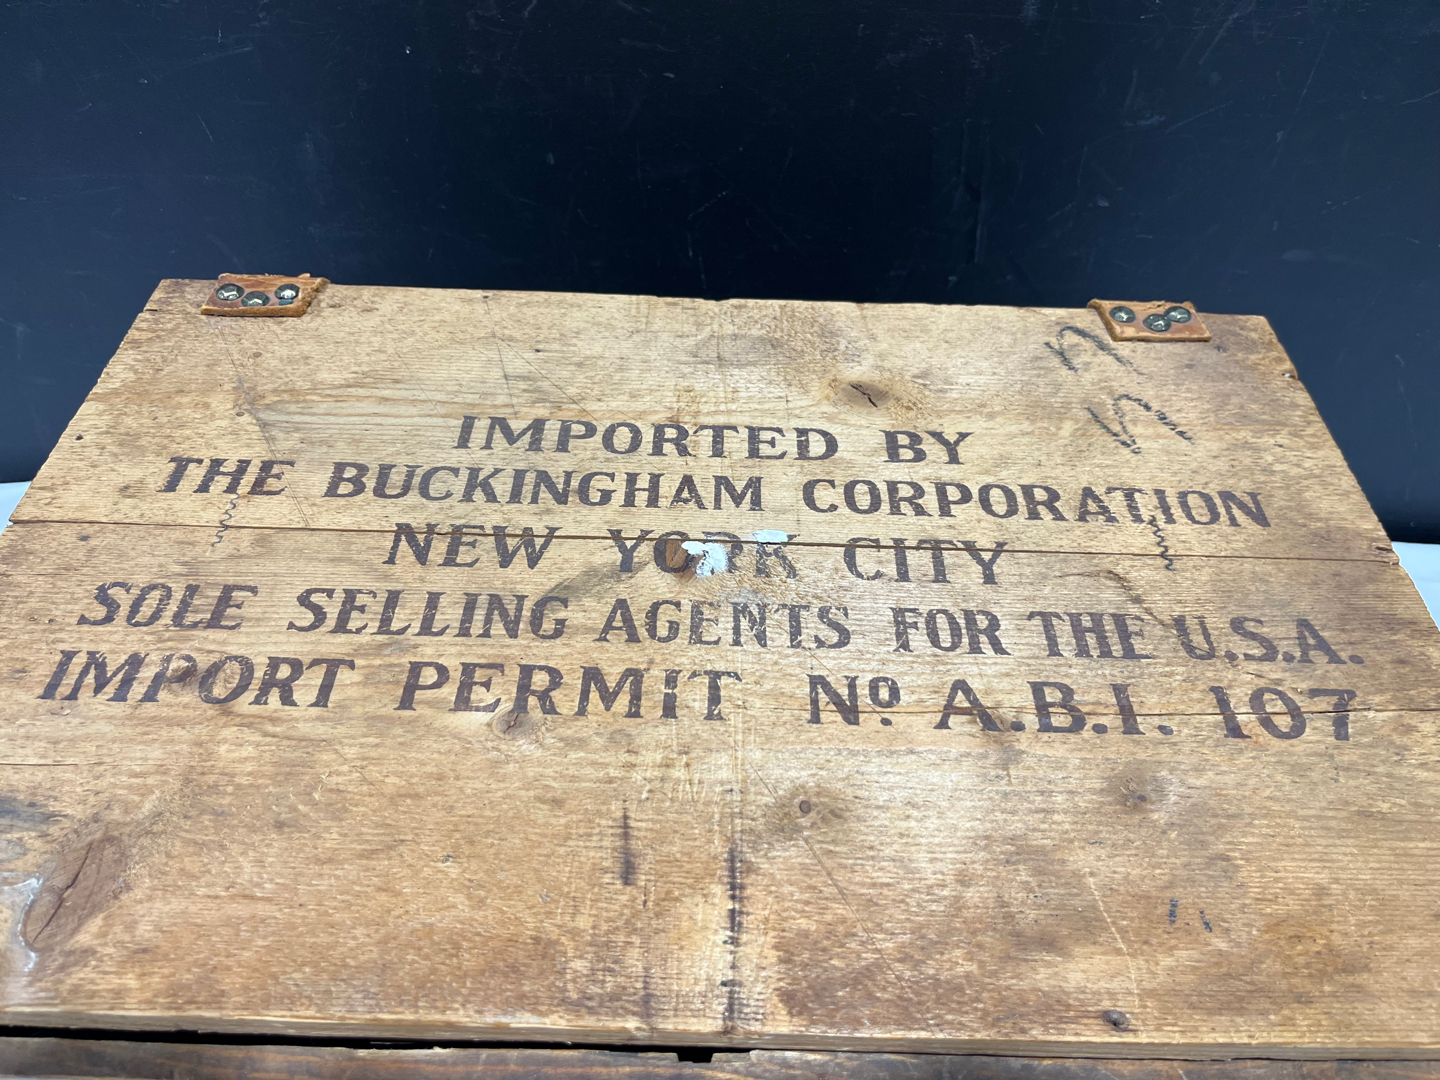 IMPORTED BY
THE BUCKINGHAM CORPORATION
NEW YORK CITY
SOLE SELLING AGENTS FOR THE U.S.A.
IMPORT PERMIT Nº. A.B.I. 107